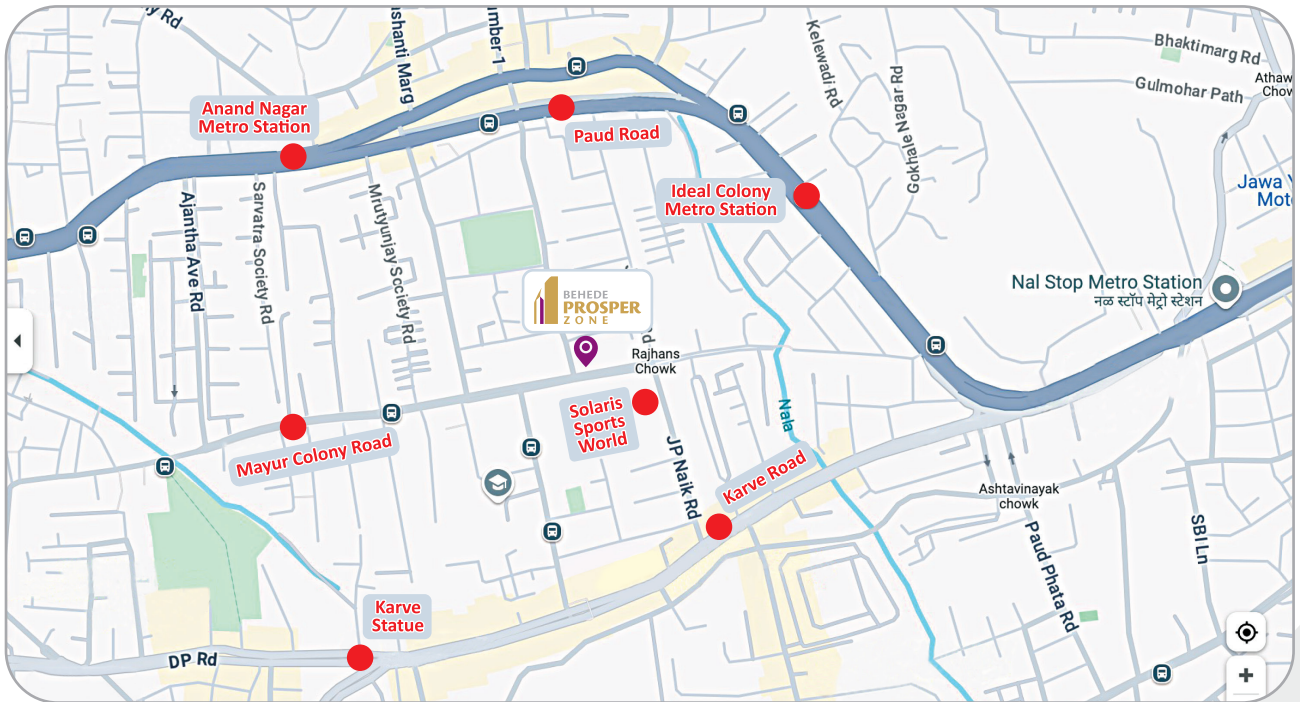 Rd
shanti Marg
mber 1
Kelewadi Rd
Gokhale Nagar Rd
Bhaktimarg Rd
Gulmohar Path
Athaw
Chow
Anand Nagar
Metro Station
Paud Road
Ideal Colony
Metro Station
Jawa
Mot
Ajantha Ave Rd
Sarvatra Society Rd
Mrutyunjay Society Rd
Nal Stop Metro Station
नळ स्टॉप मेट्रो स्टेशन
BEHEDE
PROSPER
ZONE
Rajhans
Chowk
Solaris
Sports
World
Nala
Mayur Colony Road
JP Naik Rd
Karve Road
Ashtavinayak
chowk
Paud Phata Rd
SBI Ln
Karve
Statue
DP Rd
+